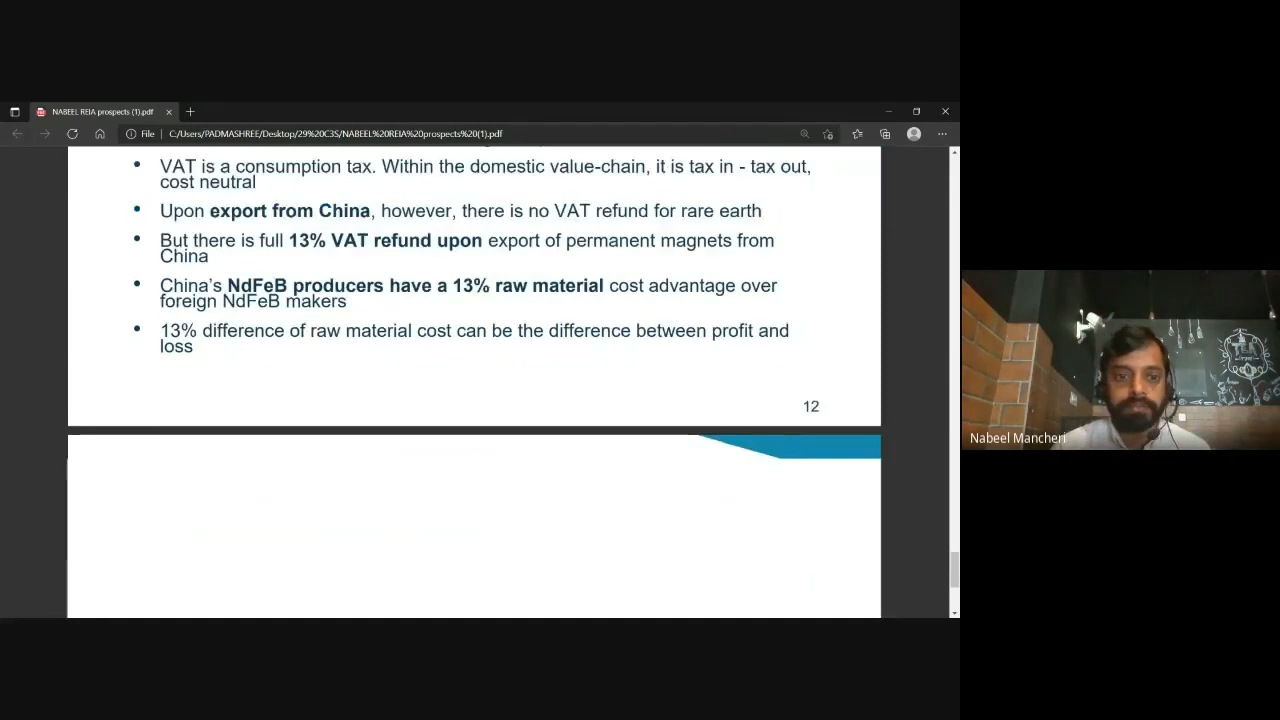 NABEEL REIA prospects (1).pdf
File
C:/Users/PADMASHREE/Desktop/29%20C3S/NABEEL%20REIA%20prospects%20(1).pdf
• VAT is a consumption tax. Within the domestic value-chain, it is tax in - tax out,
cost neutral
• Upon export from China, however, there is no VAT refund for rare earth
• But there is full 13% VAT refund upon export of permanent magnets from
China
• China's NdFeB producers have a 13% raw material cost advantage over
foreign NdFeB makers
• 13% difference of raw material cost can be the difference between profit and
loss
12
TEA
Nabeel Mancheri